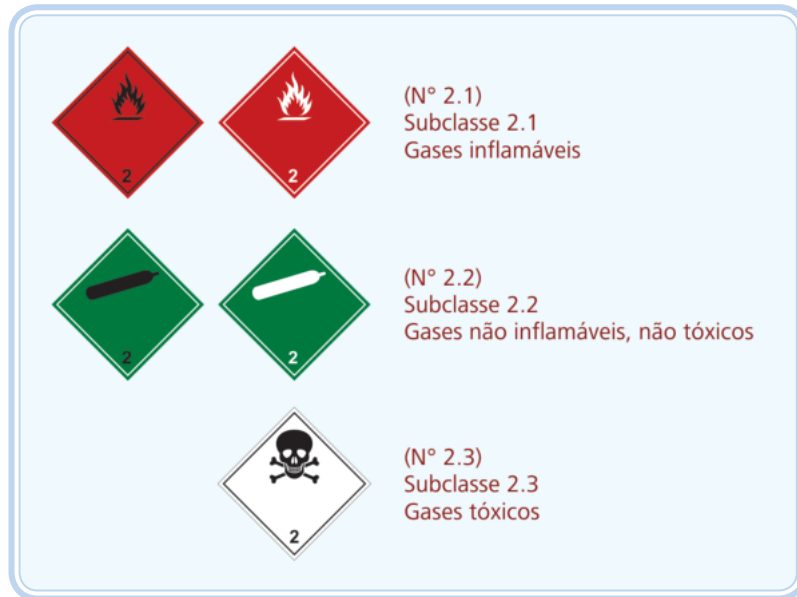 2
2
(N° 2.1)
Subclasse 2.1
Gases inflamáveis
2
2
(N° 2.2)
Subclasse 2.2
Gases não inflamáveis, não tóxicos
2
(N° 2.3)
Subclasse 2.3
Gases tóxicos